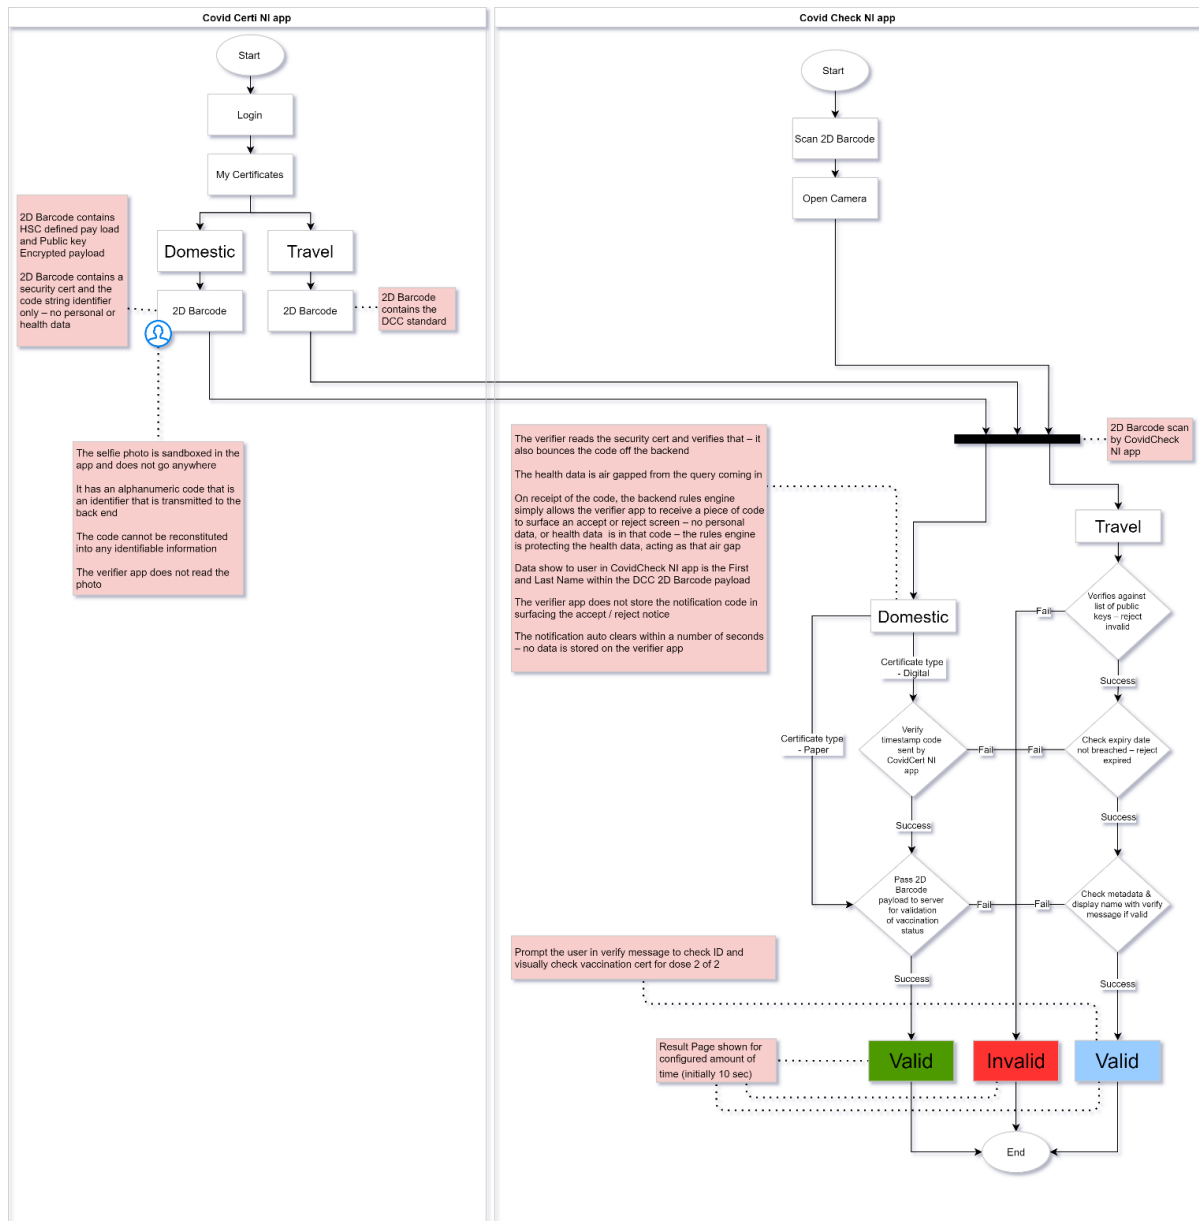 Covid Certi NI app
Start
Login
My Certificates
Domestic
Travel
2D Barcode
2D Barcode
2D Barcode contains
HSC defined pay load
and Public key
Encrypted payload
2D Barcode contains a
security cert and the
code string identifier
only – no personal or
health data
2D Barcode
contains the
DCC standard
The selfie photo is sandboxed in the
app and does not go anywhere
It has an alphanumeric code that is
an identifier that is transmitted to the
back end
The code cannot be reconstituted
into any identifiable information
The verifier app does not read the
photo
Covid Check NI app
Start
Scan 2D Barcode
Open Camera
2D Barcode scan
by CovidCheck
NI app
The verifier reads the security cert and verifies that – it
also bounces the code off the backend
The health data is air gapped from the query coming in
On receipt of the code, the backend rules engine
simply allows the verifier app to receive a piece of code
to surface an accept or reject screen – no personal
data, or health data is in that code – the rules engine
is protecting the health data, acting as that air gap
Data show to user in CovidCheck NI app is the First
and Last Name within the DCC 2D Barcode payload
The verifier app does not store the notification code in
surfacing the accept / reject notice
The notification auto clears within a number of seconds
– no data is stored on the verifier app
Travel
Domestic
Verifies against
list of public
keys – reject
invalid
Fail
Success
Certificate type
- Digital
Certificate type
- Paper
Verify
timestamp code
sent by
CovidCert NI
app
Fail
Fail
Check expiry date
not breached – reject
expired
Success
Success
Pass 2D
Barcode
payload to server
for validation
of vaccination
status
Fail
Fail
Check metadata &
display name with verify
message if valid
Success
Success
Prompt the user in verify message to check ID and
visually check vaccination cert for dose 2 of 2
Result Page shown for
configured amount of
time (initially 10 sec)
Valid
Invalid
Valid
End